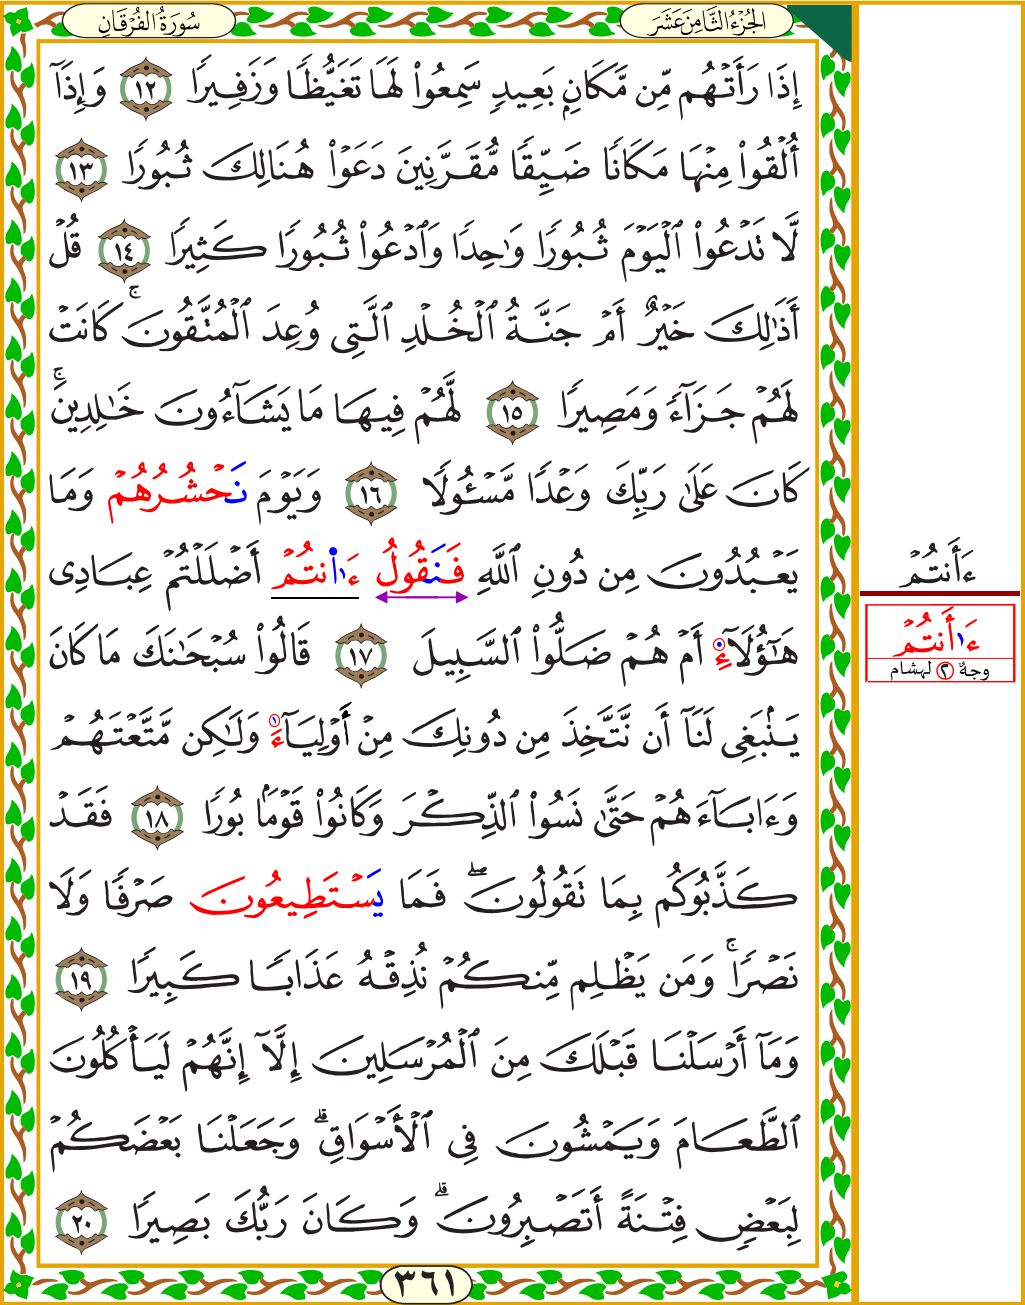 سُورَةُ الفُرْقَانِ
الجُزْءُ الثَّامِنَ عَشَرَ
إِذَا رَأَتْهُم مِّن مَّكَانِۭ بَعِيدٖ سَمِعُواْ لَهَا تَغَيُّظٗا وَزَفِيرٗا ١٢ وَإِذَآ
أُلْقُواْ مِنْهَا مَكَانٗا ضَيِّقٗا مُّقَرَّنِينَ دَعَوْاْ هُنَالِكَ ثُبُورٗا ١٣
لَّا تَدْعُواْ ٱلْيَوْمَ ثُبُورٗا وَٰحِدٗا وَٱدْعُواْ ثُبُورٗا كَثِيرٗا ١٤ قُلْ
أَذَٰلِكَ خَيْرٌ أَمْ جَنَّةُ ٱلْخُلْدِ ٱلَّتِى وُعِدَ ٱلْمُتَّقُونَۚ كَانَتْ
لَهُمْ جَزَآءٗ وَمَصِيرٗا ١٥ لَّهُمْ فِيهَا مَا يَشَآءُونَ خَٰلِدِينَۚ
كَانَ عَلَىٰ رَبِّكَ وَعْدٗا مَّسْـُٔولٗا ١٦ وَيَوْمَ نَحْشُرُهُمْ وَمَا
يَعْبُدُونَ مِن دُونِ ٱللَّهِ فَنَقُولُ ءَاٰ۬نتُمْ أَضْلَلْتُمْ عِبَادِى
هَٰٓؤُلَآءِ أَمْ هُمْ ضَلُّواْ ٱلسَّبِيلَ ١٧ قَالُواْ سُبْحَٰنَكَ مَا كَانَ
يَنۢبَغِى لَنَآ أَن نَّتَّخِذَ مِن دُونِكَ مِنْ أَوْلِيَآءَ وَلَٰكِن مَّتَّعْتَهُمْ
وَءَابَآءَهُمْ حَتَّىٰ نَسُواْ ٱلذِّكْرَ وَكَانُواْ قَوْمَۢا بُورٗا ١٨ فَقَدْ
كَذَّبُوكُم بِمَا تَقُولُونَۖ فَمَا يَسْتَطِيعُونَ صَرْفٗا وَلَا
نَصْرٗاۚ وَمَن يَظْلِم مِّنكُمْ نُذِقْهُ عَذَابٗا كَبِيرٗا ١٩
وَمَآ أَرْسَلْنَا قَبْلَكَ مِنَ ٱلْمُرْسَلِينَ إِلَّآ إِنَّهُمْ لَيَأْكُلُونَ
ٱلطَّعَامَ وَيَمْشُونَ فِى ٱلْأَسْوَاقِۗ وَجَعَلْنَا بَعْضَكُمْ
لِبَعْضٖ فِتْنَةً أَتَصْبِرُونَۗ وَكَانَ رَبُّكَ بَصِيرٗا ٢٠
٣٦١
ءَأَنتُمْ
ءَاٰأَنتُمْ
وجهٌ ٢ لهشام